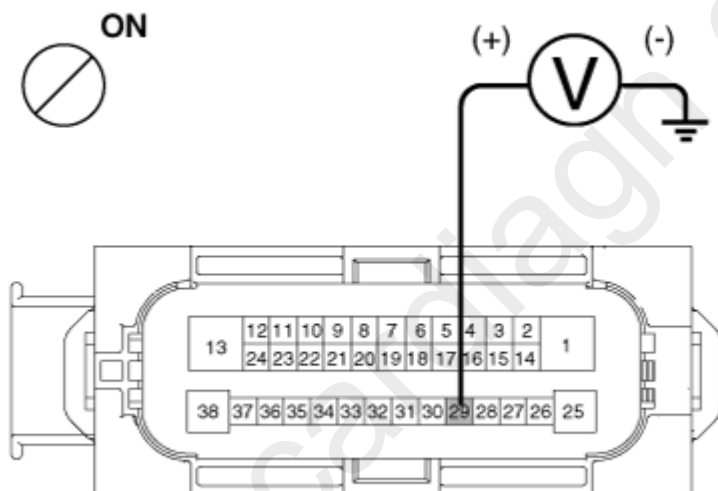 ON
(+) V (-)
12 11 10 9 8 7 6 5 4 3 2
13 1
24 23 22 21 20 19 18 17 16 15 14
38 37 36 35 34 33 32 31 30 29 28 27 26 25
cardiagn